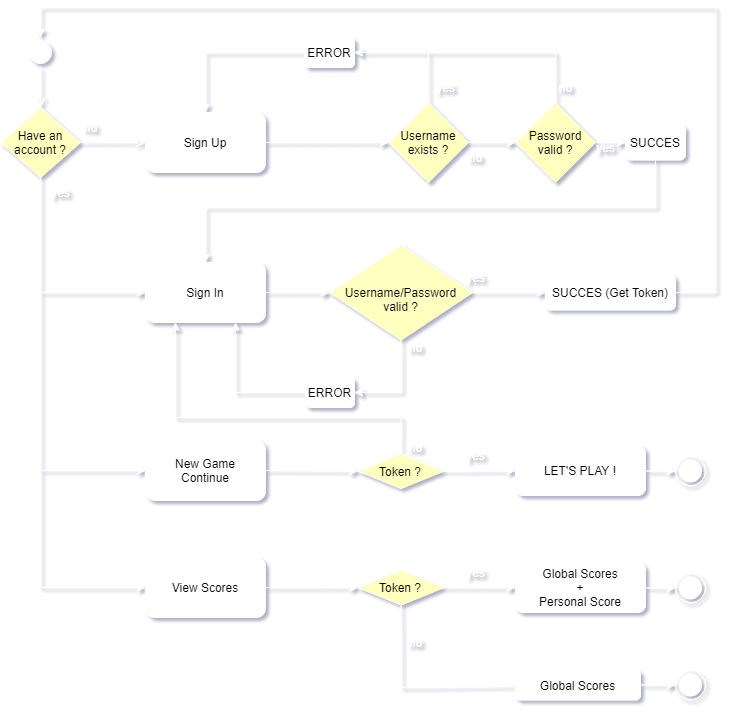 ERROR
yes
no
Have an
account ?
no
Sign Up
Username
exists ?
no
Password
valid ?
yes
SUCCES
yes
Sign In
Username/Password
valid ?
yes
SUCCES (Get Token)
no
ERROR
New Game
Continue
no
Token ?
yes
LET'S PLAY !
View Scores
Token ?
yes
Global Scores
+
Personal Score
no
Global Scores